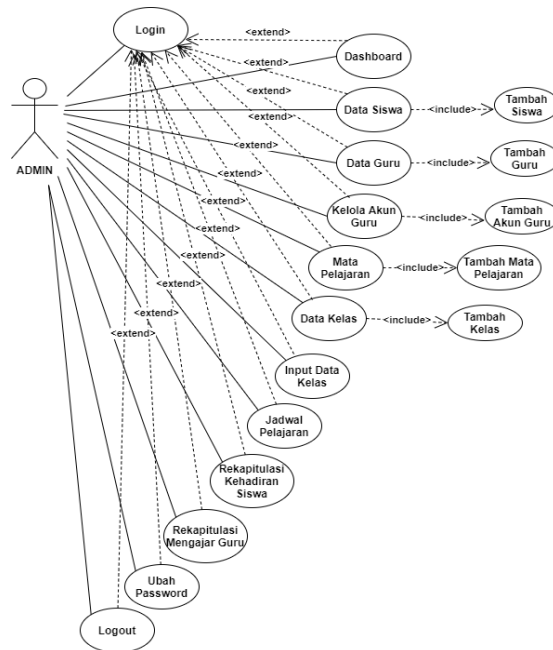 Login
<extend>
Dashboard
<extend>
<extend>
Data Siswa
<include>
Tambah
Siswa
<extend>
Data Guru
<include>
Tambah
Guru
ADMIN
<extend>
<extend>
Kelola Akun
Guru
<include>
Tambah
Akun Guru
<extend>
<extend>
Mata
Pelajaran
<include>
Tambah Mata
Pelajaran
<extend>
<extend>
Data Kelas
<include>
Tambah
Kelas
<extend>
<extend>
Input Data
Kelas
Jadwal
Pelajaran
Rekapitulasi
Kehadiran
Siswa
Rekapitulasi
Mengajar Guru
Ubah
Password
Logout